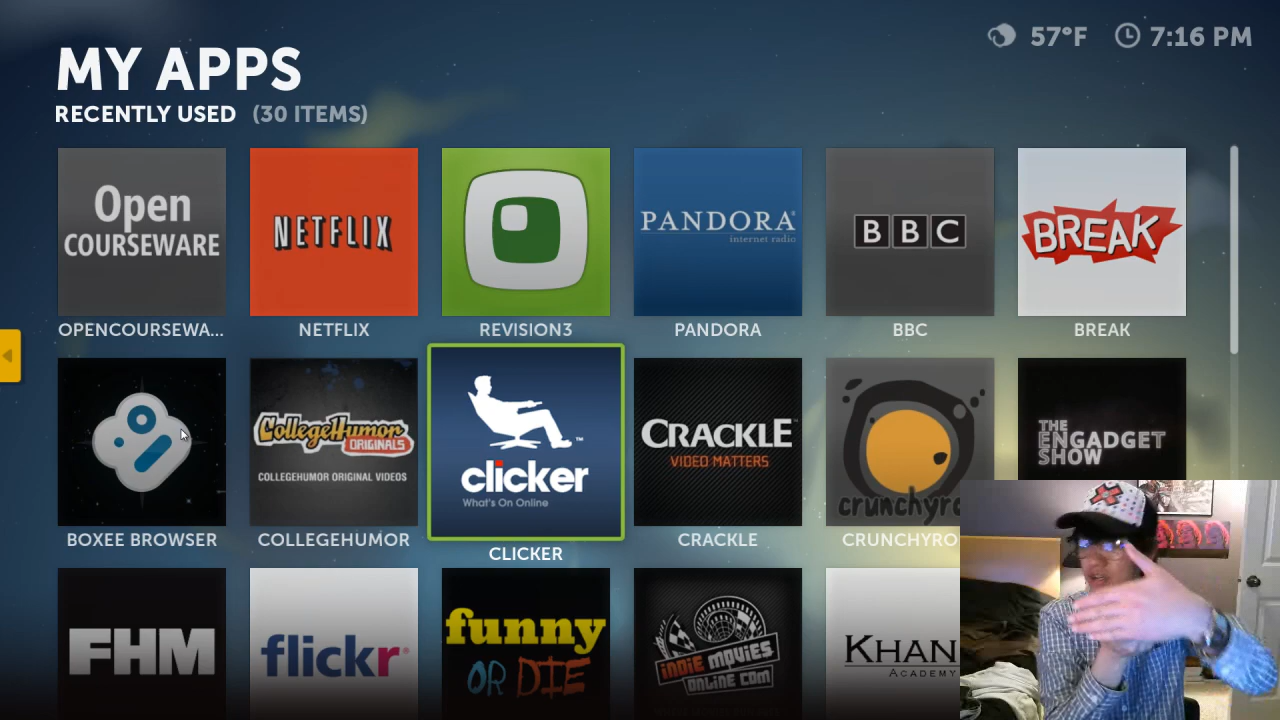 57°F 7:16 PM
MY APPS
RECENTLY USED (30 ITEMS)
Open
COURSEWARE
NETFLIX
PANDORA
internet radio
BBC
BREAK
OPENCOURSEWA...
NETFLIX
REVISION3
PANDORA
BBC
BREAK
CollegeHumor
ORIGINALS
COLLEGEHUMOR ORIGINAL VIDEOS
clicker™
What's On Online
CRACKLE
VIDEO MATTERS
crunchyro
THE
ENGADGET
SHOW
BOXEE BROWSER
COLLEGEHUMOR
CLICKER
CRACKLE
CRUNCHYRO
FHM
flickr
funny
OR DIE
INDIE MOVIES
ONLINE.COM
KHAN
ACADEMY